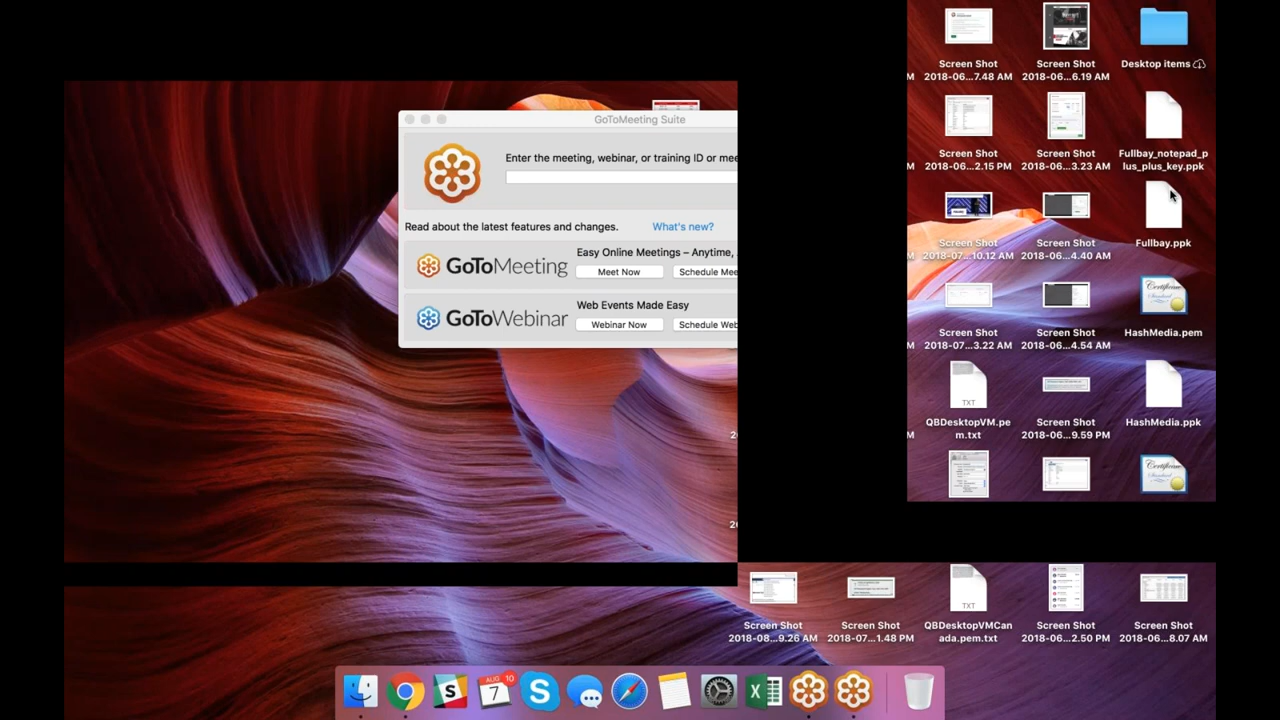 GoToMeeting Suite
Enter the meeting, webinar, or training ID or mee
Read about the latest features and changes.
What's new?
GoToMeeting
Easy Online Meetings – Anytime,
Meet Now
Schedule Mee
GoToWebinar
Web Events Made Easy
Webinar Now
Schedule Web
Screen Shot
2018-06...7.48 AM
Screen Shot
2018-06...6.19 AM
Desktop items
M
Screen Shot
2018-06...2.15 PM
Screen Shot
2018-06...3.23 AM
Fullbay_notepad_p
lus_plus_key.ppk
M
Screen Shot
2018-07...10.12 AM
Screen Shot
2018-06...4.40 AM
Fullbay.ppk
M
Screen Shot
2018-07...3.22 AM
Screen Shot
2018-06...4.54 AM
HashMedia.pem
M
TXT
QBDesktopVM.pe
m.txt
Screen Shot
2018-06...9.59 PM
HashMedia.ppk
M
Screen Shot
2018-08...9.26 AM
Screen Shot
2018-07...1.48 PM
TXT
QBDesktopVMCan
ada.pem.txt
Screen Shot
2018-06...2.50 PM
Screen Shot
2018-06...8.07 AM
AUG
10
7